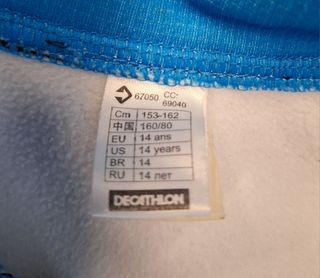 67050 CC-
69040
Cm 153-162
中国 160/80
EU 14 ans
US 14 years
BR 14
RU 14 лет
DECATHLON